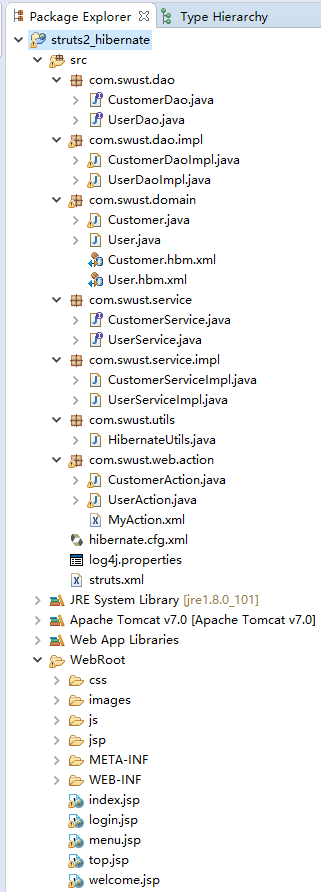 Package Explorer Type Hierarchy
struts2_hibernate
src
com.swust.dao
CustomerDao.java
UserDao.java
com.swust.dao.impl
CustomerDaoImpl.java
UserDaoImpl.java
com.swust.domain
Customer.java
User.java
Customer.hbm.xml
User.hbm.xml
com.swust.service
CustomerService.java
UserService.java
com.swust.service.impl
CustomerServiceImpl.java
UserServiceImpl.java
com.swust.utils
HibernateUtils.java
com.swust.web.action
CustomerAction.java
UserAction.java
MyAction.xml
hibernate.cfg.xml
log4j.properties
struts.xml
JRE System Library [jre1.8.0_101]
Apache Tomcat v7.0 [Apache Tomcat v7.0]
Web App Libraries
WebRoot
css
images
js
jsp
META-INF
WEB-INF
index.jsp
login.jsp
menu.jsp
top.jsp
welcome.jsp